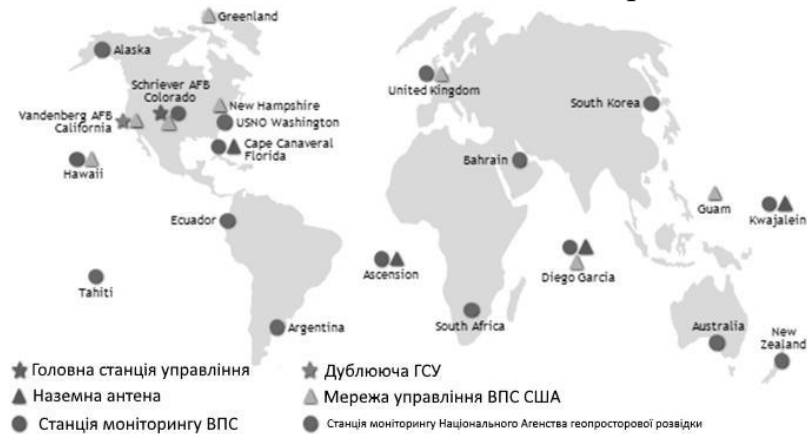 Greenland
Alaska
Schriever AFB
Colorado
United Kingdom
New Hampshire
South Korea
Vandenberg AFB
California
USNO Washington
Cape Canaveral
Florida
Bahrain
Hawaii
Guam
Kwajalein
Ecuador
Ascension
Diego Garcia
Tahiti
Argentina
South Africa
Australia
New
Zealand
Головна станція управління
Дублююча ГСУ
Наземна антена
Мережа управління ВПС США
Станція моніторингу ВПС
Станція моніторингу Національного Агенства геопросторової розвідки